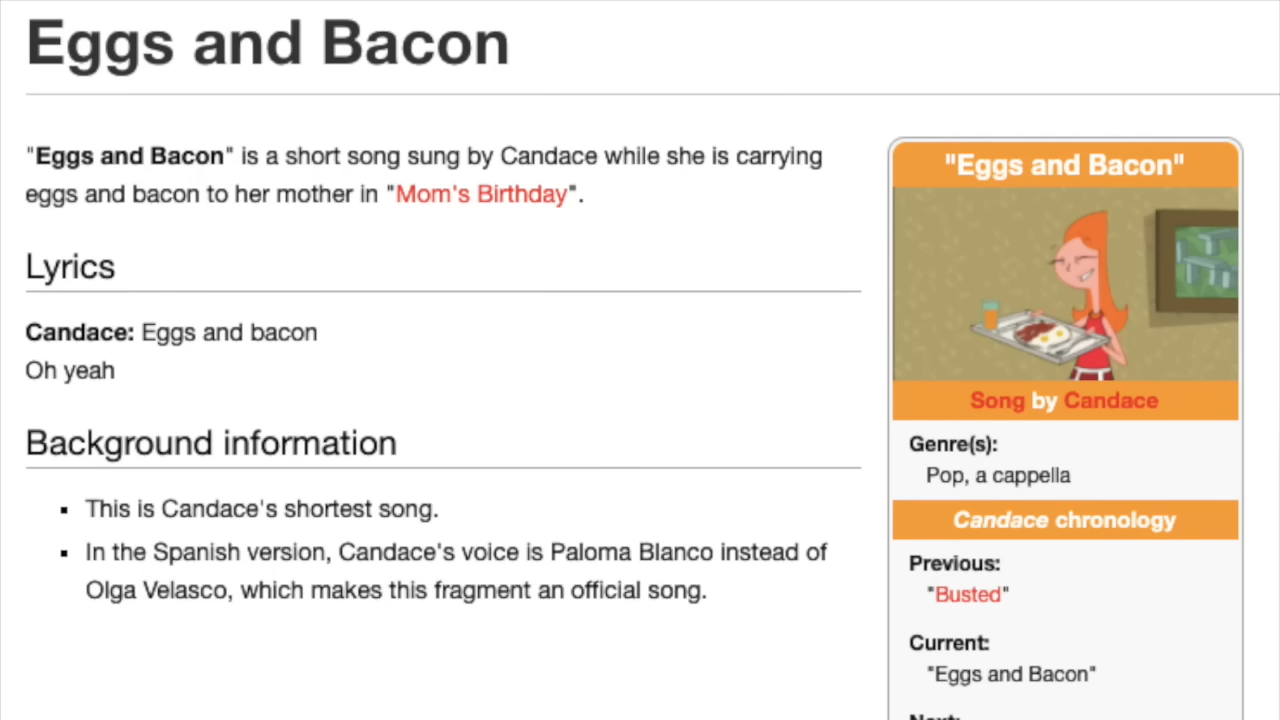 Eggs and Bacon
"Eggs and Bacon" is a short song sung by Candace while she is carrying
eggs and bacon to her mother in "Mom's Birthday".
Lyrics
Candace: Eggs and bacon
Oh yeah
Background information
▪ This is Candace's shortest song.
▪ In the Spanish version, Candace's voice is Paloma Blanco instead of
Olga Velasco, which makes this fragment an official song.
"Eggs and Bacon"
Song by Candace
Genre(s):
Pop, a cappella
Candace chronology
Previous:
"Busted"
Current:
"Eggs and Bacon"